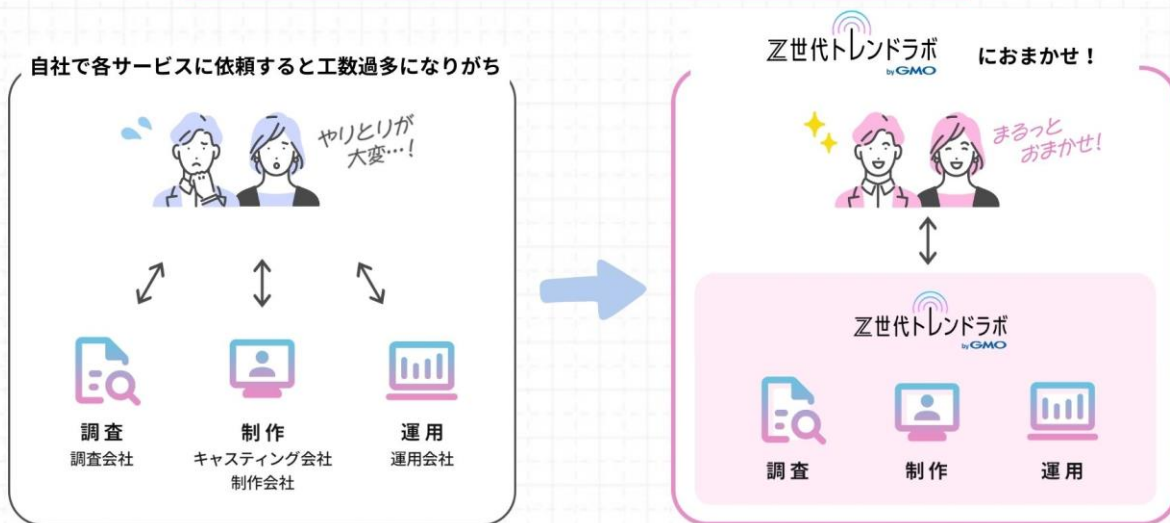 自社で各サービスに依頼すると工数過多になりがち
やりとりが
大変…!
調査
調査会社
制作
キャスティング会社
制作会社
運用
運用会社
Z世代トレンドラボ
by GMO
におまかせ!
まるっと
おまかせ!
Z世代トレンドラボ
by GMO
調査
制作
運用